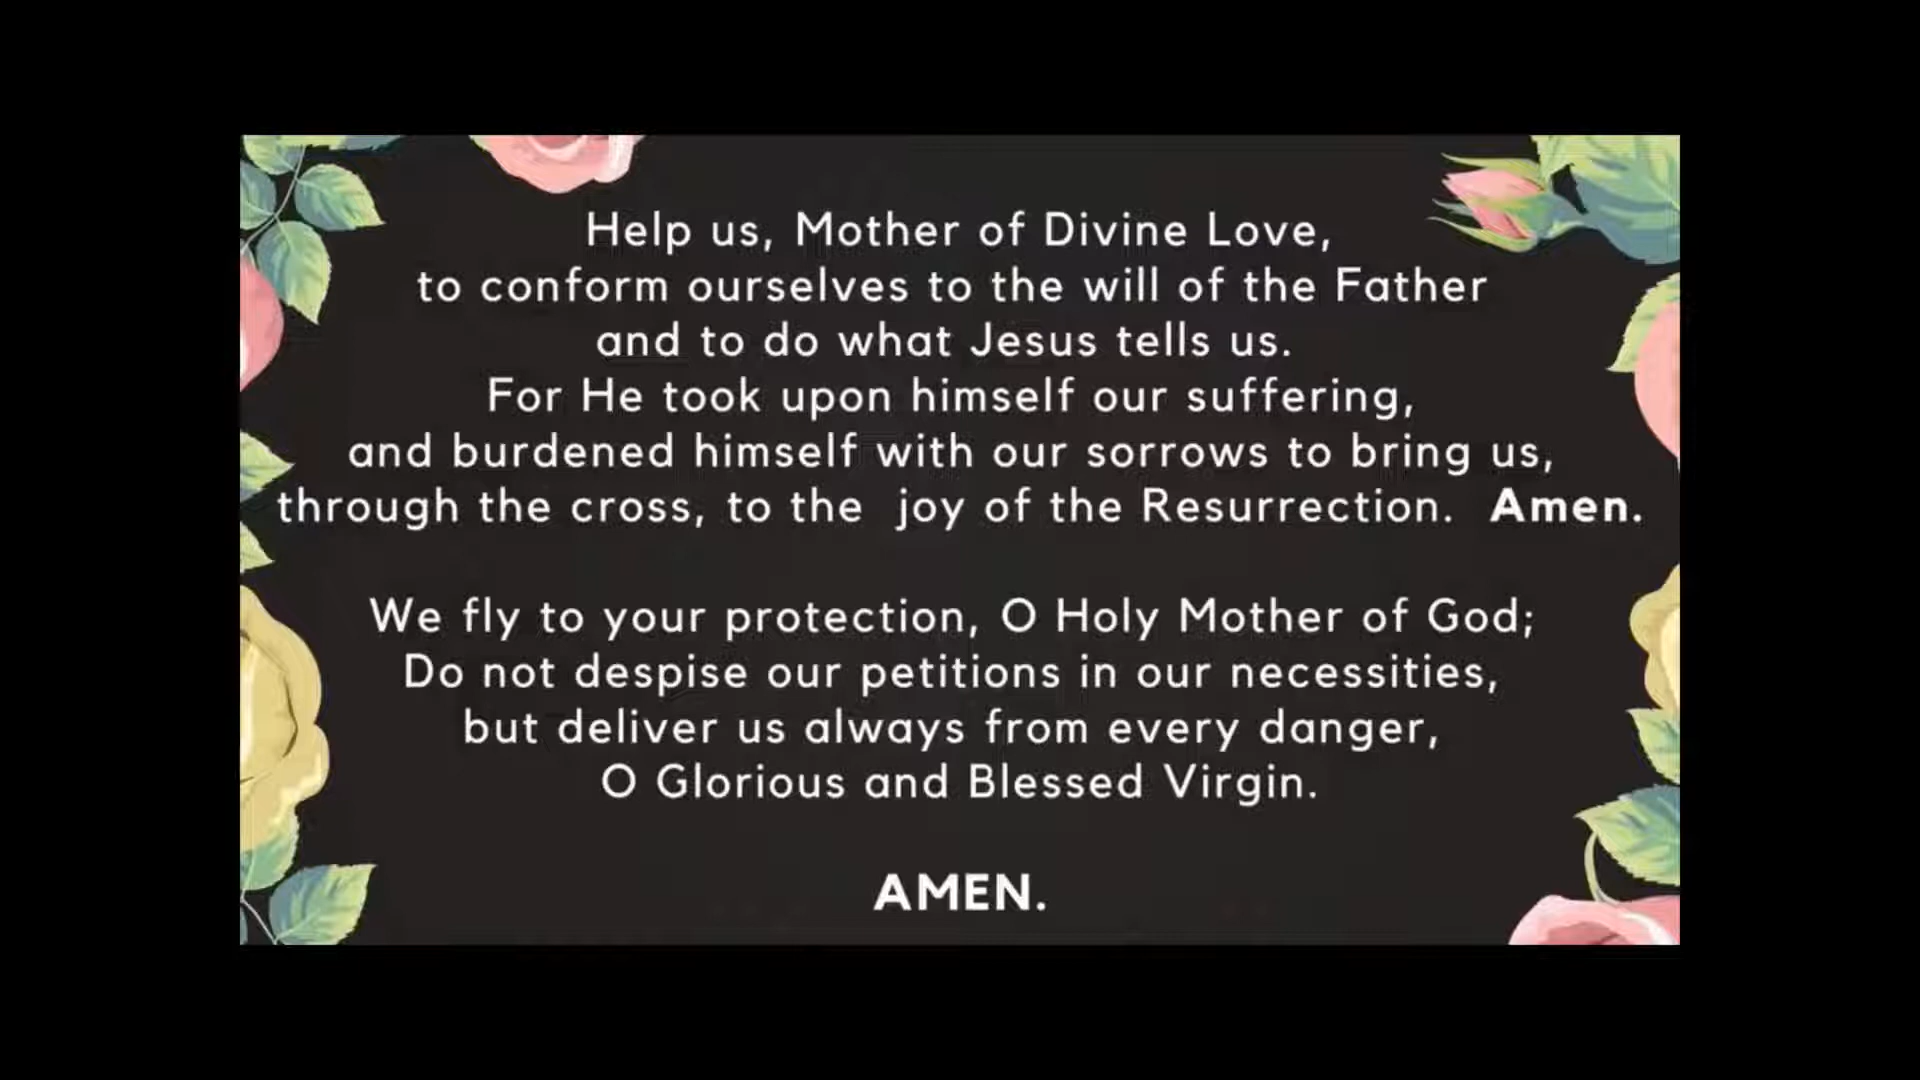 Help us, Mother of Divine Love,
to conform ourselves to the will of the Father
and to do what Jesus tells us.
For He took upon himself our suffering,
and burdened himself with our sorrows to bring us,
through the cross, to the joy of the Resurrection. Amen.
We fly to your protection, O Holy Mother of God;
Do not despise our petitions in our necessities,
but deliver us always from every danger,
O Glorious and Blessed Virgin.
AMEN.